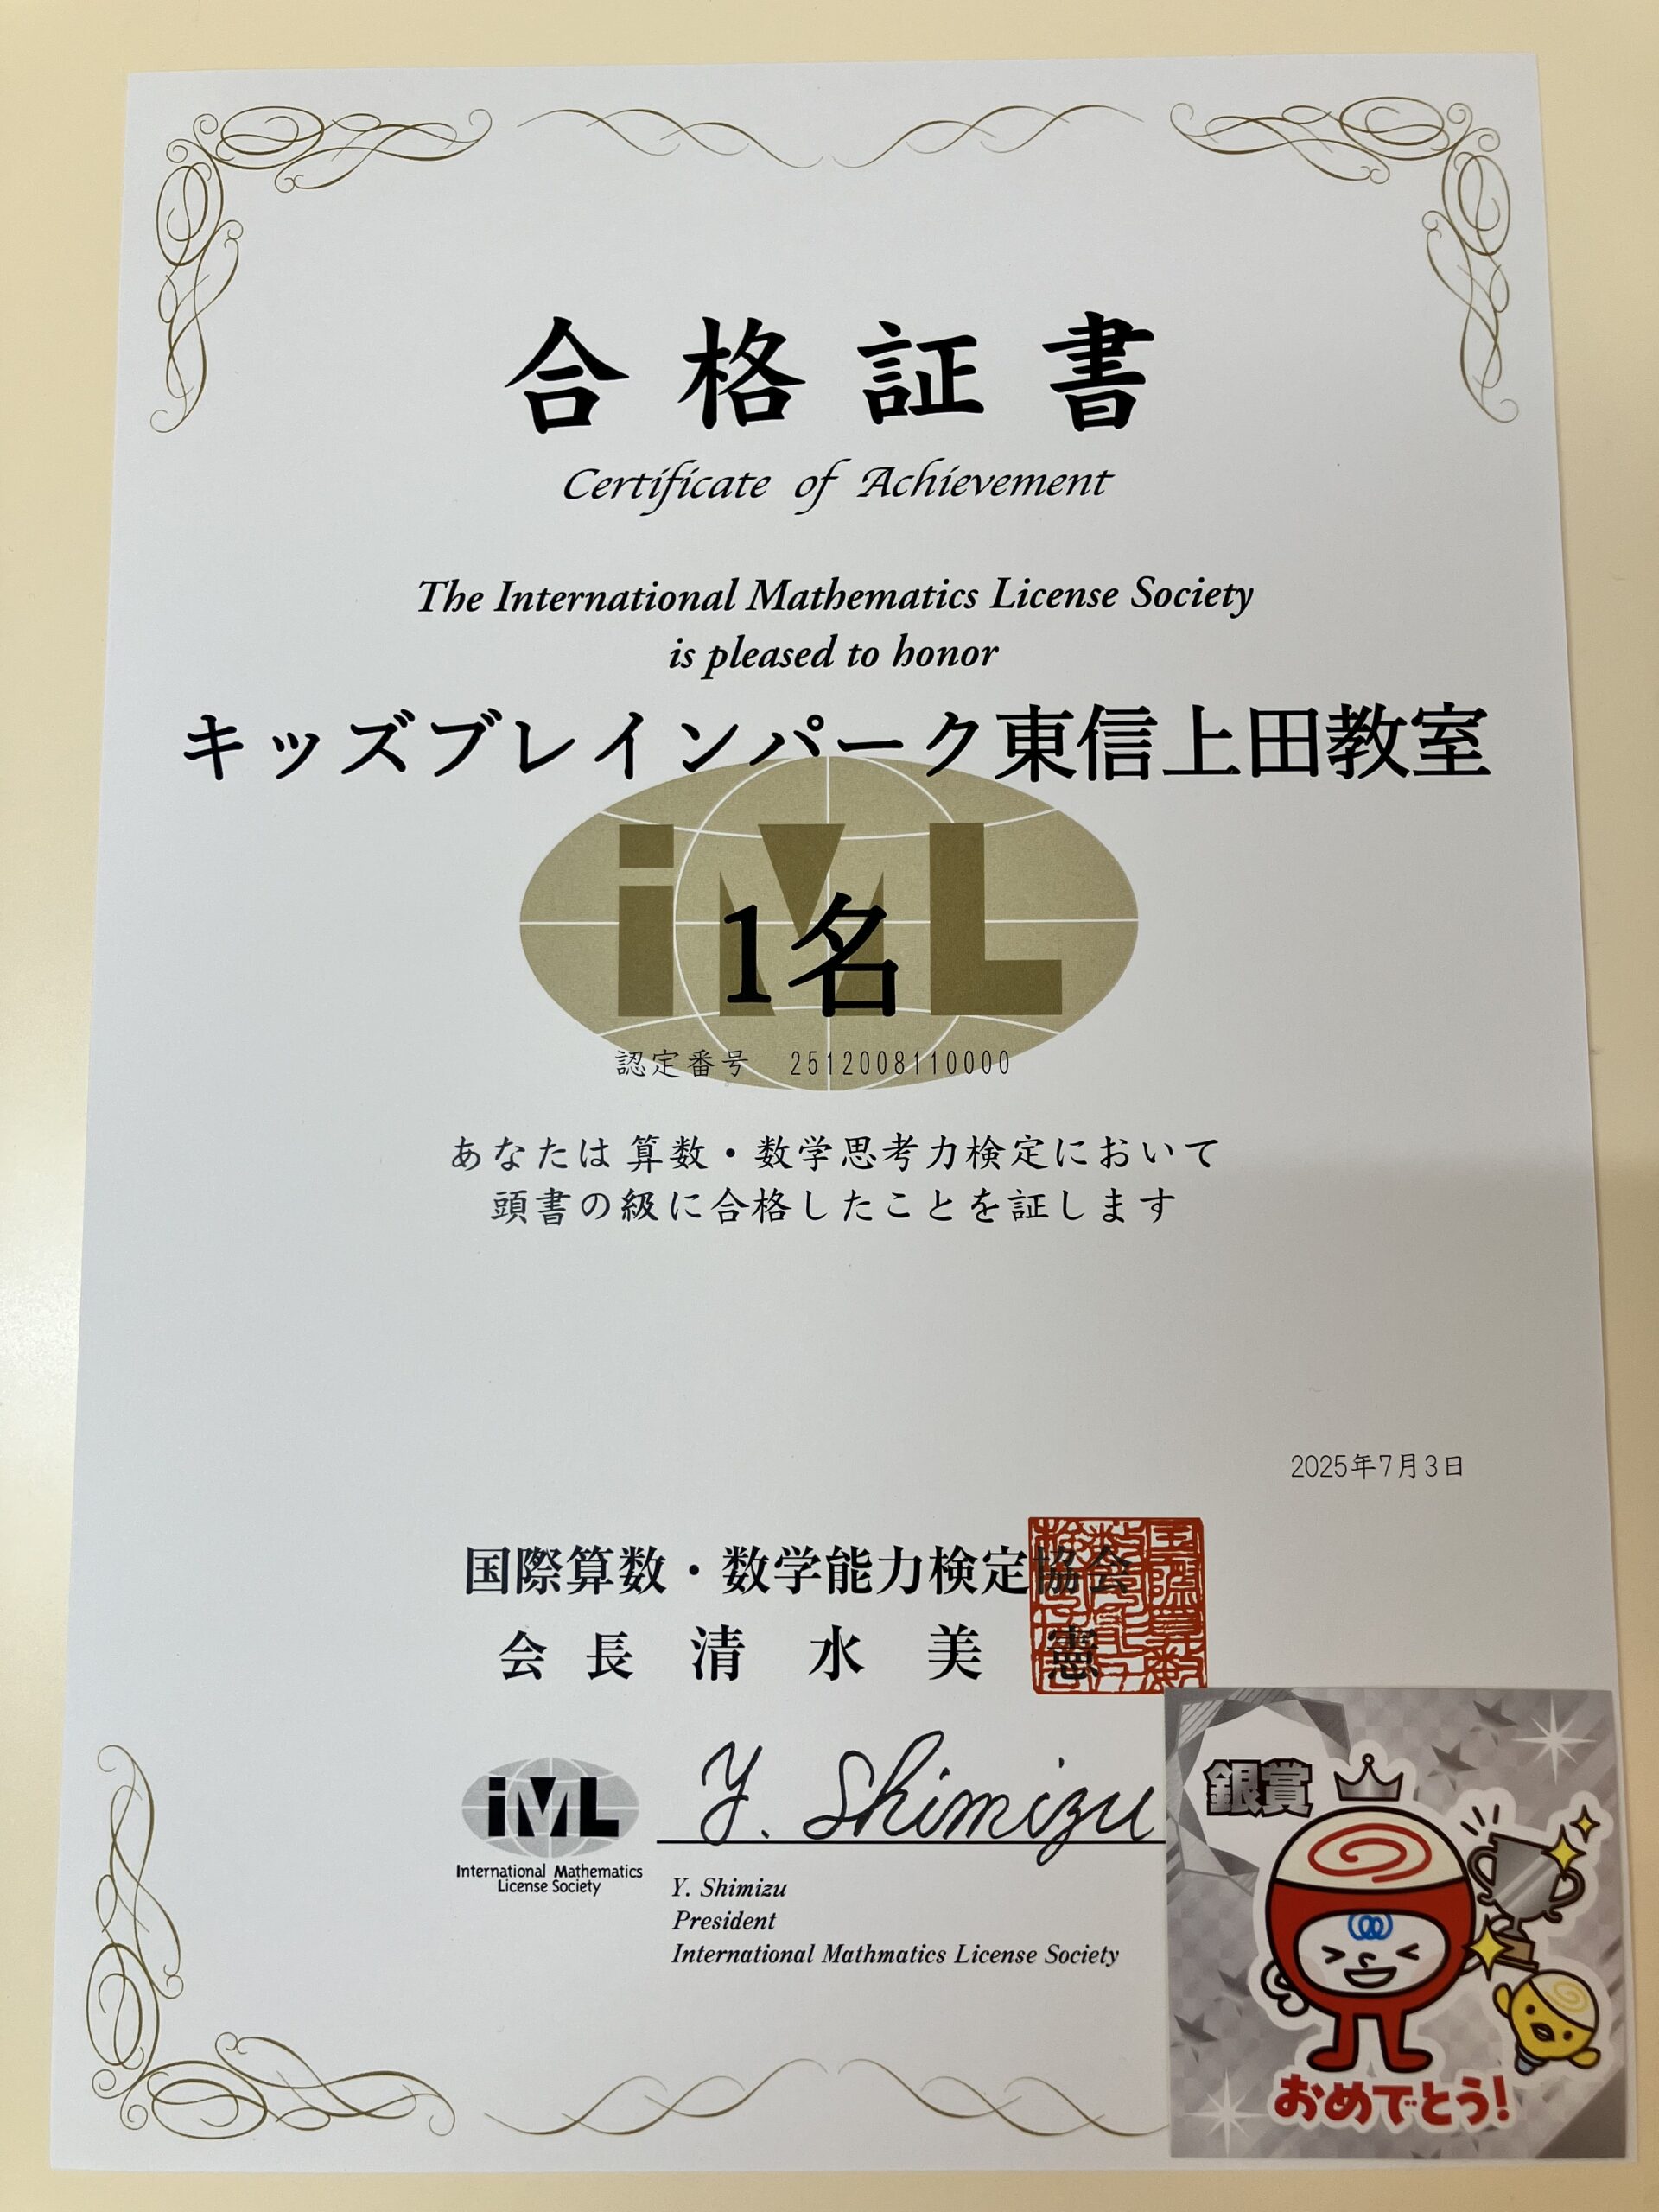 合格証書
Certificate of Achievement
The International Mathematics License Society
is pleased to honor
キッズブレインパーク東信上田教室
iML
1名
認定番号 2512008110000
あなたは算数・数学思考力検定において
頭書の級に合格したことを証します
2025年7月3日
国際算数・数学能力検定協会
会長 清水美憲
iML
International Mathematics
License Society
Y. Shimizu
Y. Shimizu
President
International Mathmatics License Society
銀賞
おめでとう!